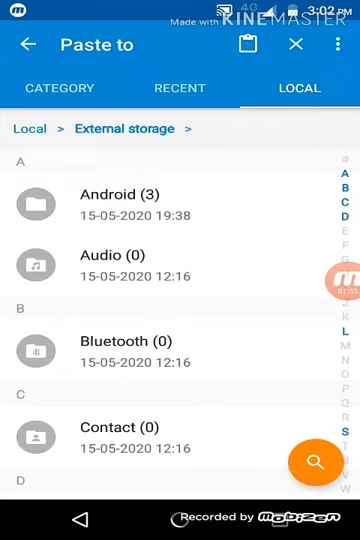 4G
3:02 PM
Made with KINEMASTER
Paste to
CATEGORY
RECENT
LOCAL
Local > External storage >
A
Android (3)
15-05-2020 19:38
Audio (0)
15-05-2020 12:16
B
Bluetooth (0)
15-05-2020 12:16
C
Contact (0)
15-05-2020 12:16
D
#
A
B
C
D
E
F
G
01:52
J
K
L
M
N
O
P
Q
R
S
T
U
V
W
Recorded by mobizen